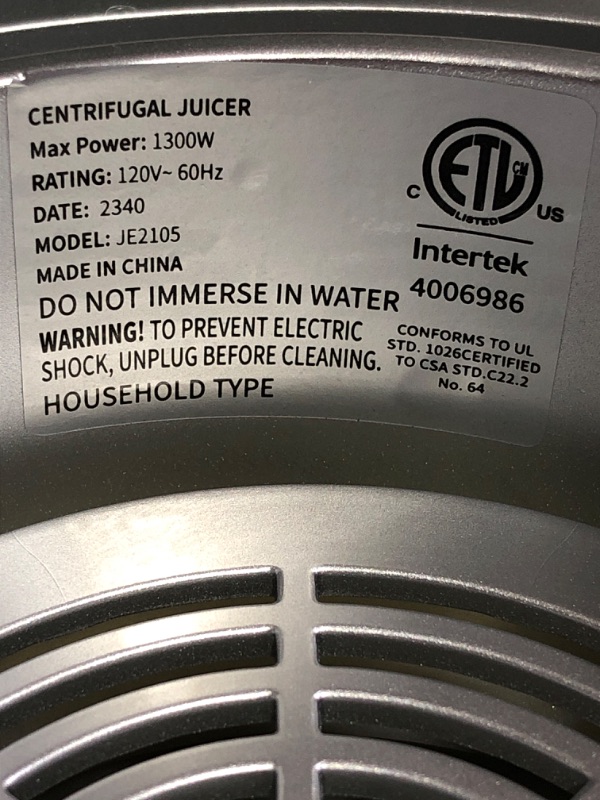 CENTRIFUGAL JUICER
Max Power: 1300W
RATING: 120V~ 60Hz
DATE: 2340
MODEL: JE2105
MADE IN CHINA
DO NOT IMMERSE IN WATER
WARNING! TO PREVENT ELECTRIC
SHOCK, UNPLUG BEFORE CLEANING.
HOUSEHOLD TYPE
ETL CM
C LISTED US
Intertek
4006986
CONFORMS TO UL
STD. 1026CERTIFIED
TO CSA STD.C22.2
No. 64